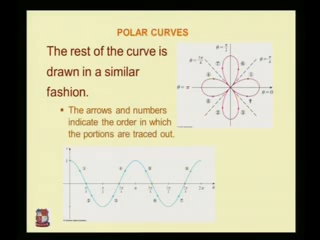 POLAR CURVES
The rest of the curve is
drawn in a similar
fashion.
The arrows and numbers
indicate the order in which
the portions are traced out.